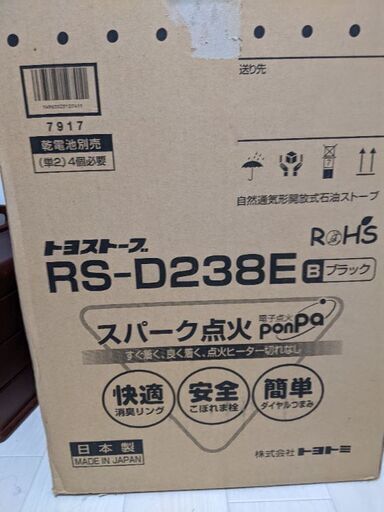 7917
乾電池別売
(単2)4個必要
送り先
自然通気形開放式石油ストーブ
RoHS
トヨストーブ
RS-D238E Bブラック
スパーク点火 電子点火 ponpa
すぐ着く、良く着く、点火ヒーター切れなし
快適
消臭リング
安全
こぼれま栓
簡単
ダイヤルつまみ
日本製
MADE IN JAPAN
株式会社トヨトミ